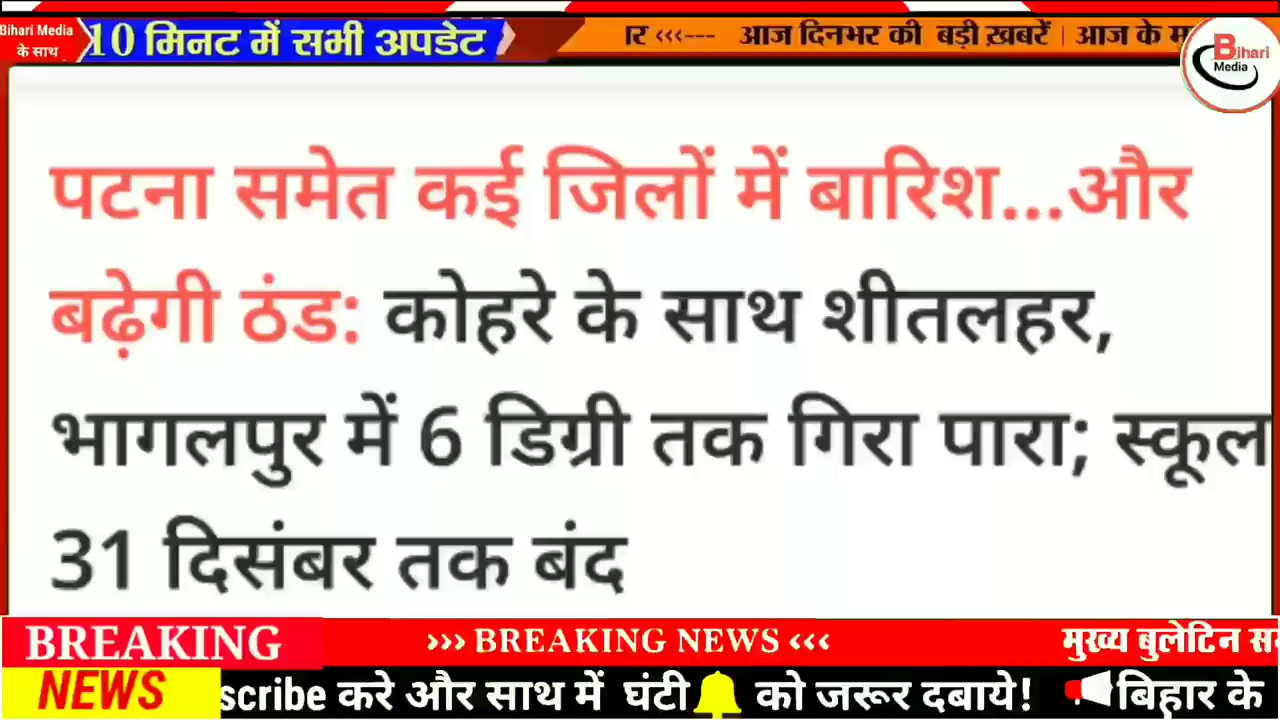 Bihari Media
के साथ
10 मिनट में सभी अपडेट
‹‹‹--- आज दिनभर की बड़ी ख़बरें | आज के
Bihari
Media
पटना समेत कई जिलों में बारिश...और
बढ़ेगी ठंड: कोहरे के साथ शीतलहर,
भागलपुर में 6 डिग्री तक गिरा पारा; स्कूल
31 दिसंबर तक बंद
BREAKING
NEWS
››› BREAKING NEWS ‹‹‹
मुख्य बुलेटिन
scribe करे और साथ में घंटी 🔔 को जरूर दबाये! बिहार के